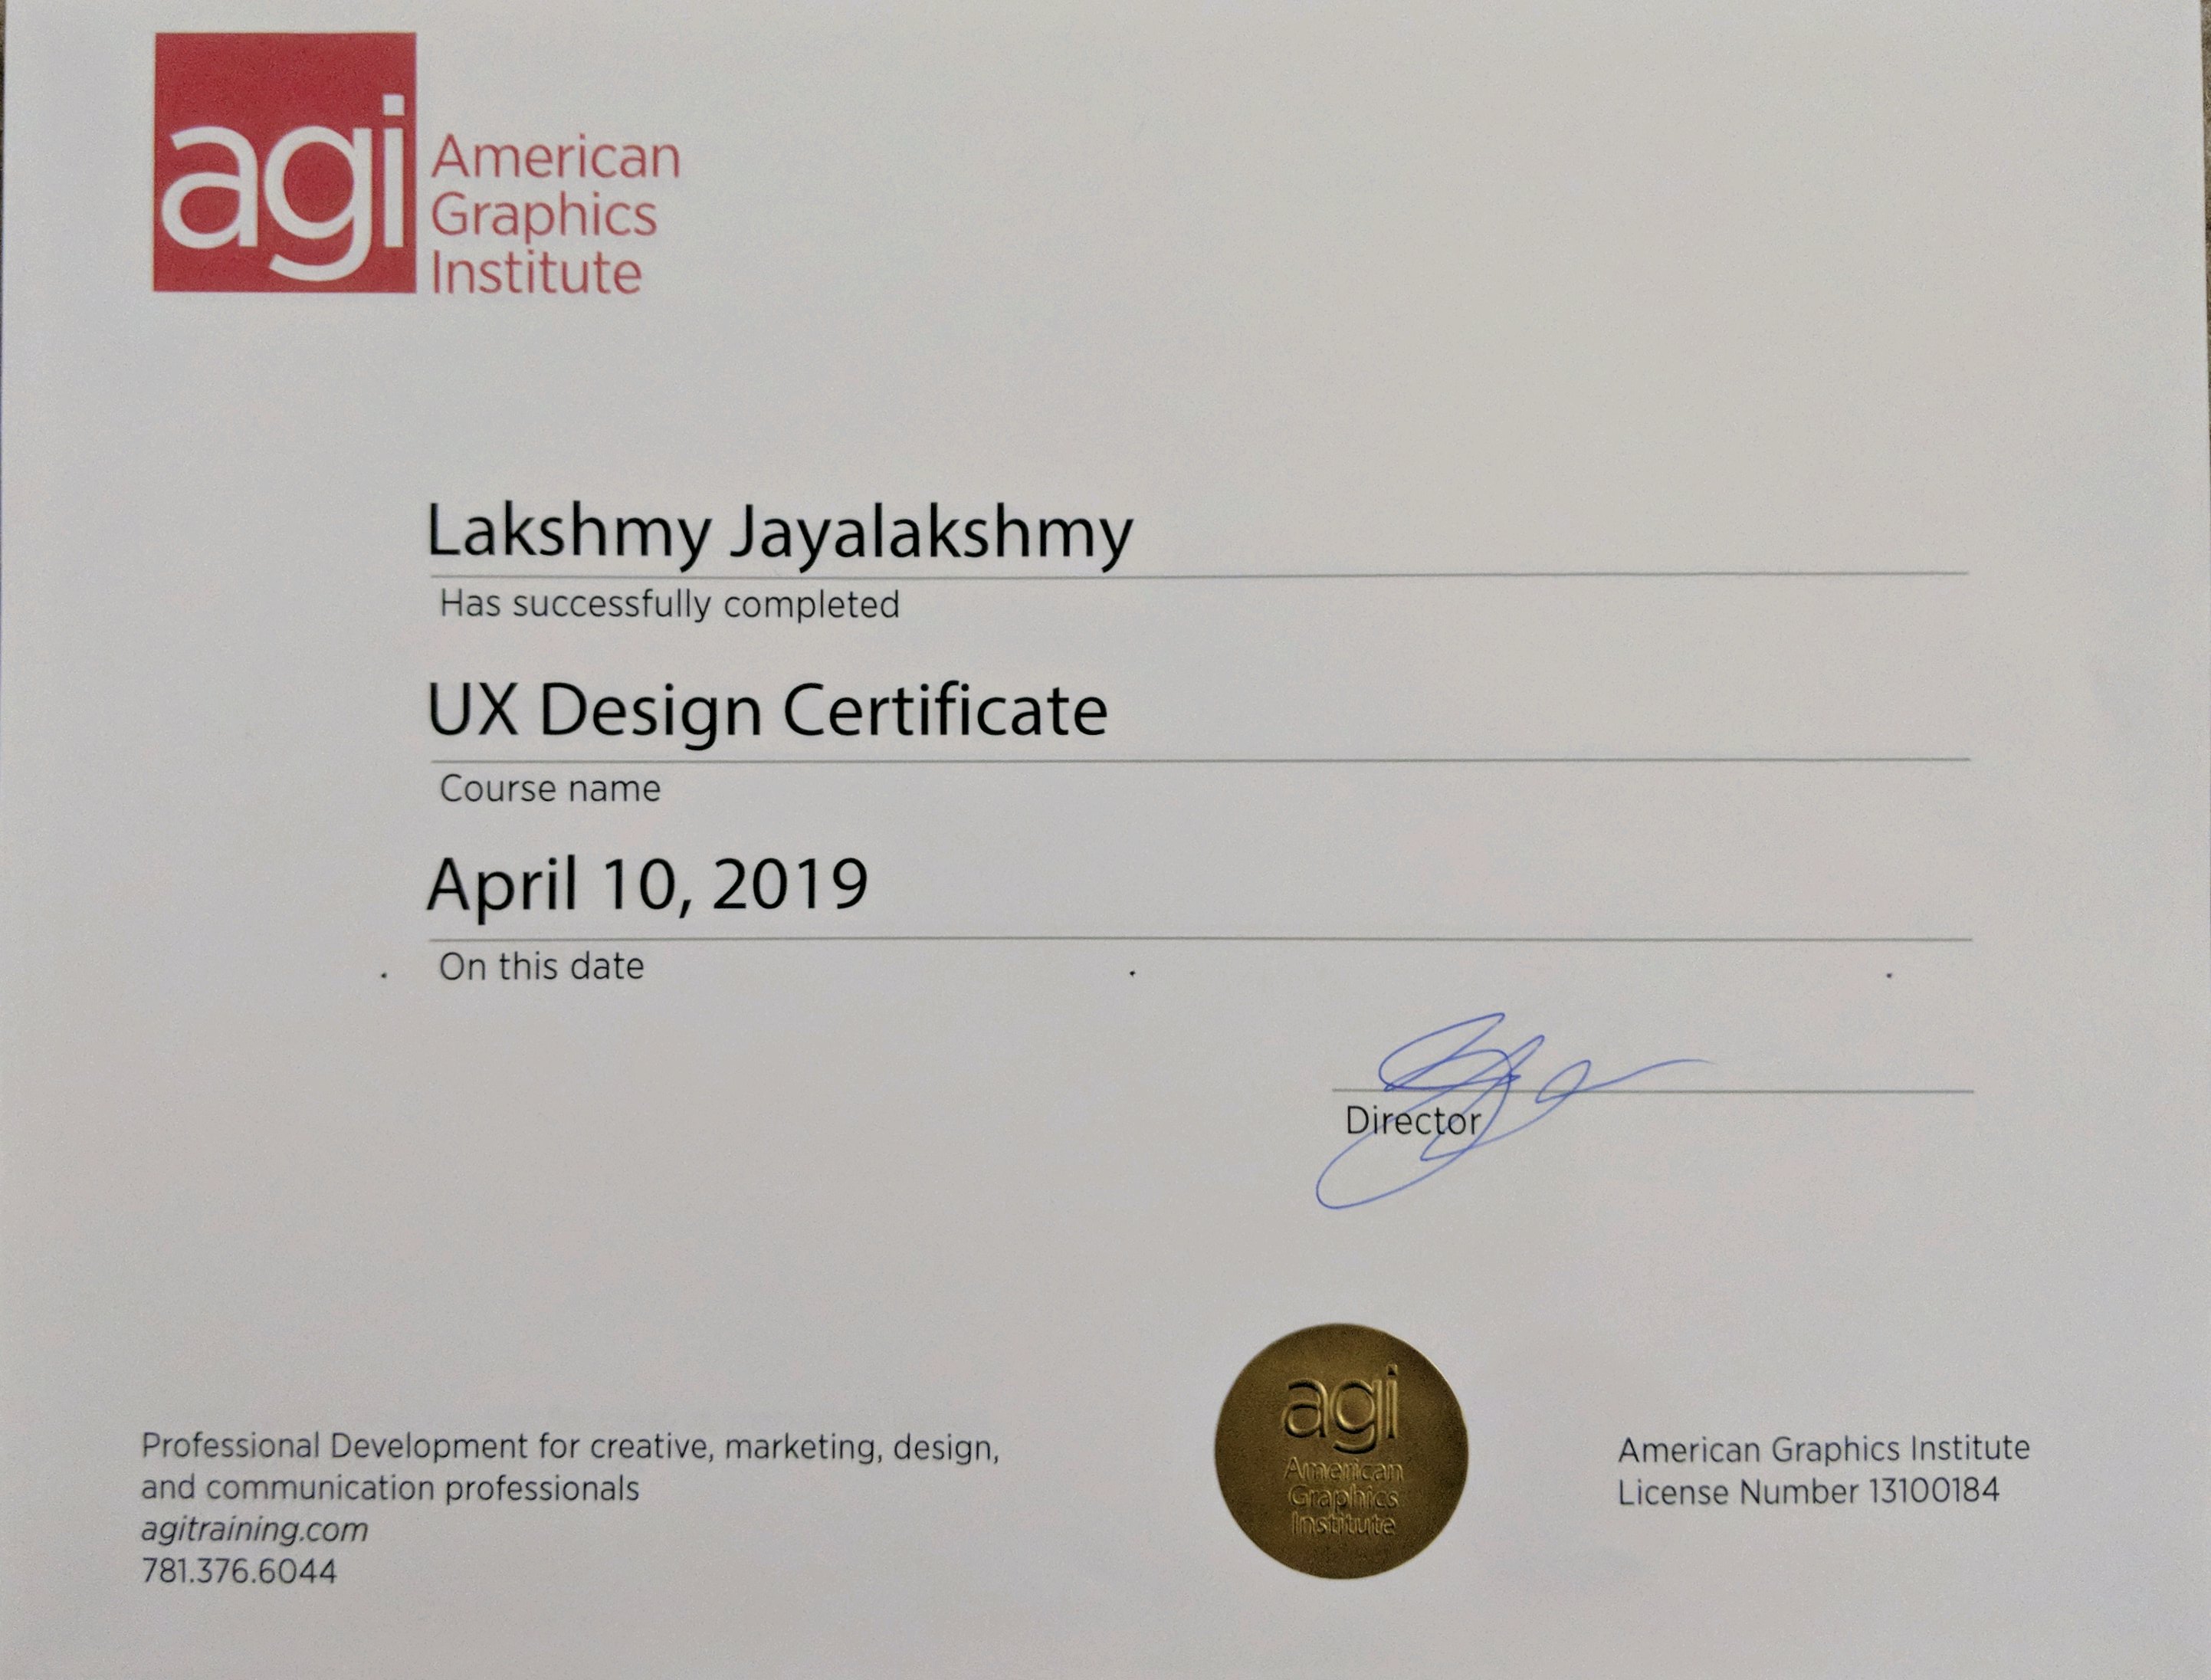 agi
American
Graphics
Institute
Lakshmy Jayalakshmy
Has successfully completed
UX Design Certificate
Course name
April 10, 2019
On this date
Director
Professional Development for creative, marketing, design,
and communication professionals
agitraining.com
781.376.6044
agi
American
Graphics
Institute
American Graphics Institute
License Number 13100184